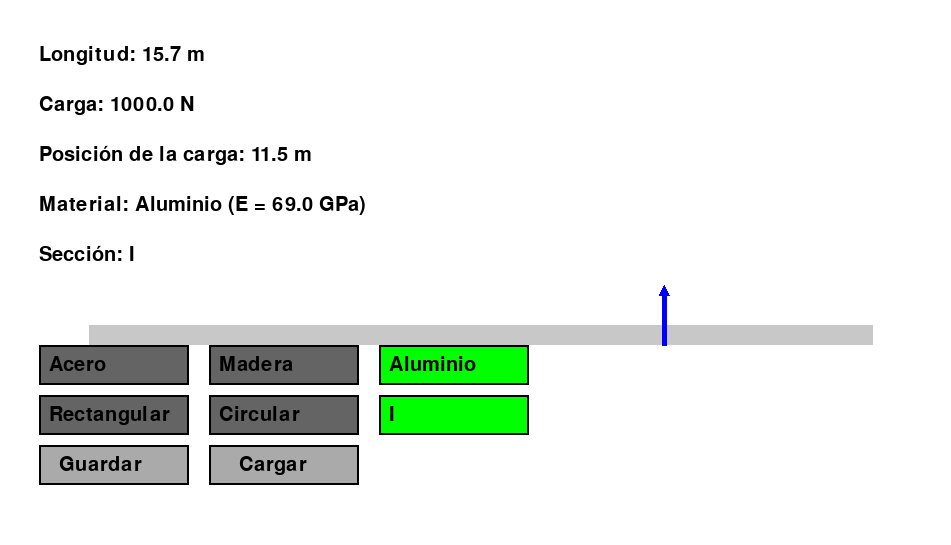 Longitud: 15.7 m
Carga: 1000.0 N
Posición de la carga: 11.5 m
Material: Aluminio (E = 69.0 GPa)
Sección: I
Acero Madera Aluminio
Rectangular Circular I
Guardar Cargar